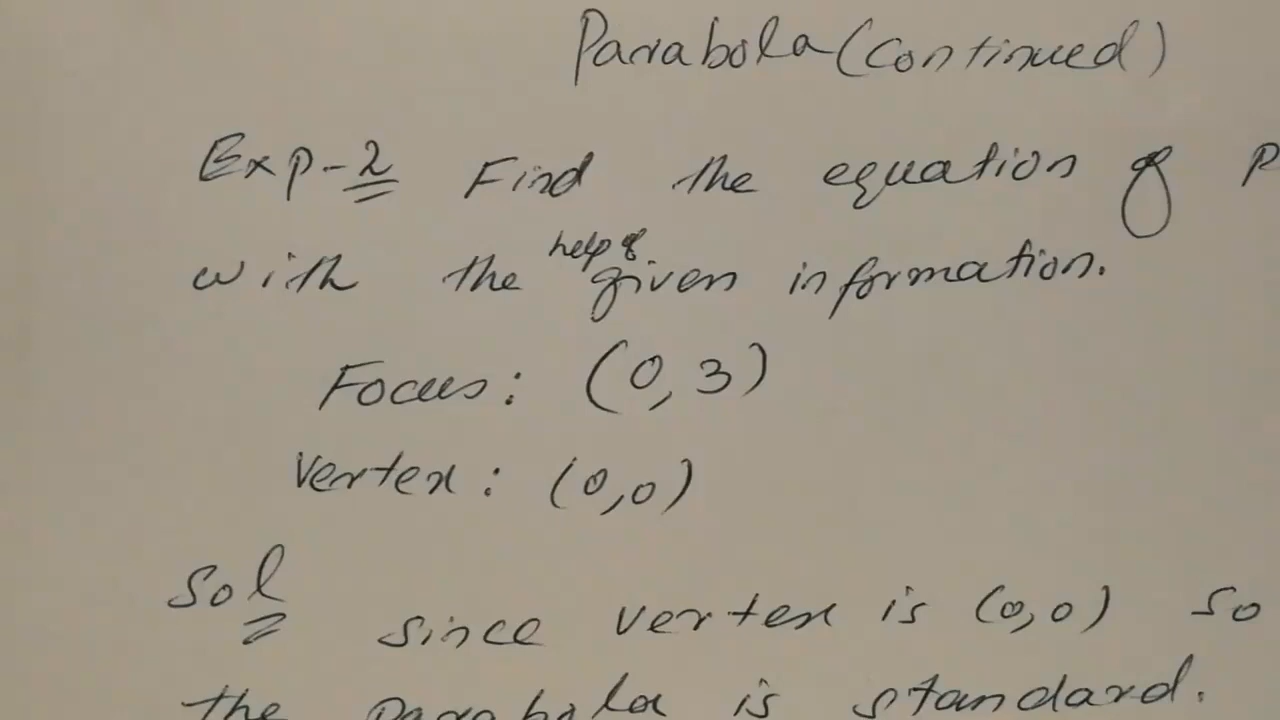 Parabola (Continued)
Exp-2 Find the equation of P
with the help of given information.
Focus: (0,3)
Vertex: (0,0)
Sol since vertex is (0,0) so
the Parabola is standard.